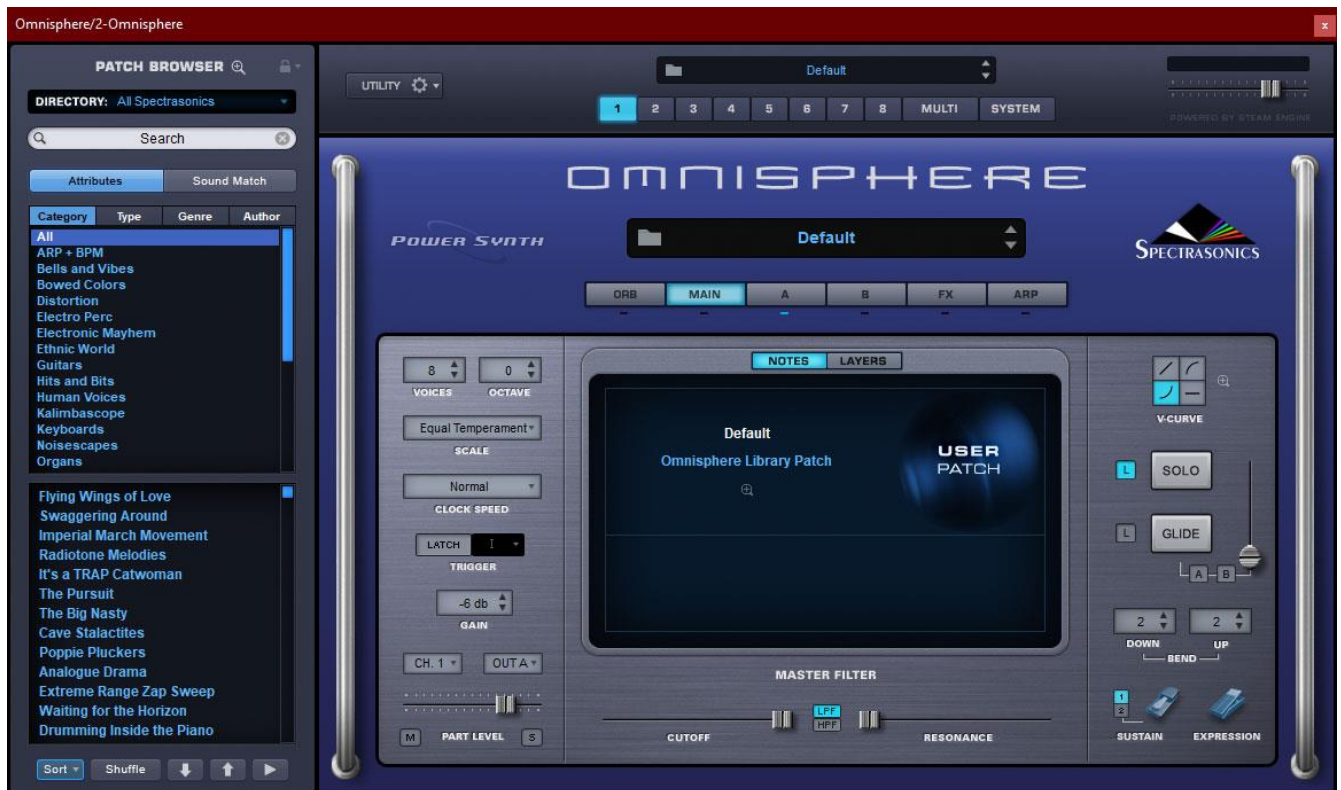 Omnisphere/2-Omnisphere
x
PATCH BROWSER
DIRECTORY: All Spectrasonics
Search
Attributes Sound Match
Category Type Genre Author
All
ARP + BPM
Bells and Vibes
Bowed Colors
Distortion
Electro Perc
Electronic Mayhem
Ethnic World
Guitars
Hits and Bits
Human Voices
Kalimbascope
Keyboards
Noisescapes
Organs
Flying Wings of Love
Swaggering Around
Imperial March Movement
Radiotone Melodies
It's a TRAP Catwoman
The Pursuit
The Big Nasty
Cave Stalactites
Poppie Pluckers
Analogue Drama
Extreme Range Zap Sweep
Waiting for the Horizon
Drumming Inside the Piano
Sort Shuffle
UTILITY
Default
1 2 3 4 5 6 7 8 MULTI SYSTEM
POWERED BY STEAM ENGINE
OMNISPHERE
POWER SYNTH
Default
SPECTRASONICS
ORB MAIN A B FX ARP
8 0
VOICES OCTAVE
Equal Temperament
SCALE
Normal
CLOCK SPEED
LATCH
TRIGGER
-6 db
GAIN
CH. 1 OUT A
M PART LEVEL S
NOTES LAYERS
Default
Omnisphere Library Patch
USER
PATCH
MASTER FILTER
LPF
HPF
CUTOFF RESONANCE
V-CURVE
L SOLO
L GLIDE
A B
2 2
DOWN UP
BEND
1
2
SUSTAIN EXPRESSION